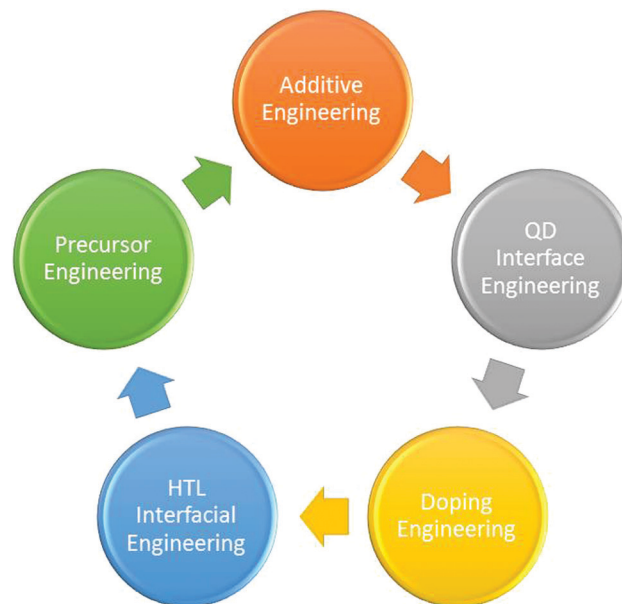 Additive
Engineering
QD
Interface
Engineering
Doping
Engineering
HTL
Interfacial
Engineering
Precursor
Engineering